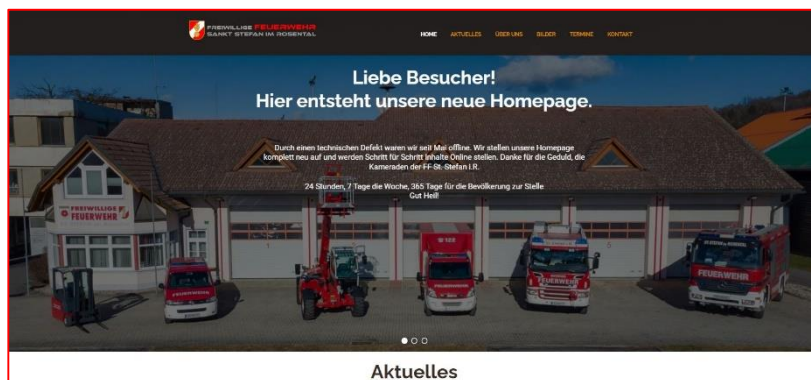 FREIWILLIGE FEUERWEHR
SANKT STEFAN IM ROSENTAL
HOME AKTUELLES ÜBER UNS BILDER TERMINE KONTAKT
Liebe Besucher!
Hier entsteht unsere neue Homepage.
Durch einen technischen Defekt waren wir seit Mai offline. Wir stellen unsere Homepage
komplett neu auf und werden Schritt für Schritt Inhalte Online stellen. Danke für die Geduld, die
Kameraden der FF St. Stefan i.R.
24 Stunden, 7 Tage die Woche, 365 Tage für die Bevölkerung zur Stelle
Gut Heil!
FREIWILLIGE
FEUERWEHR
122
FEUERWEHR
FEUERWEHR
FEUERWEHR
Aktuelles